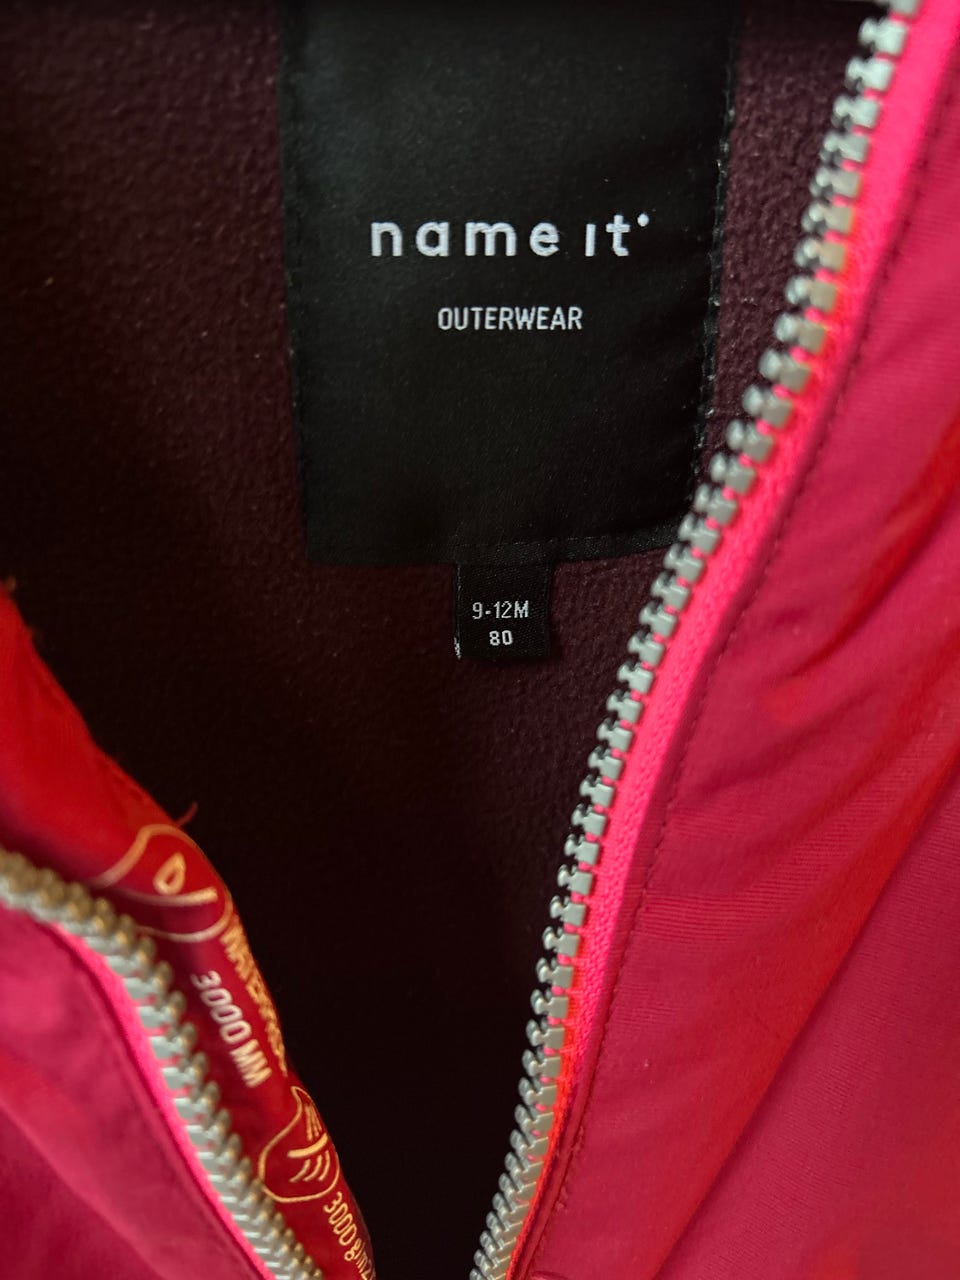 name it
OUTERWEAR
9-12M
80
3000 MM